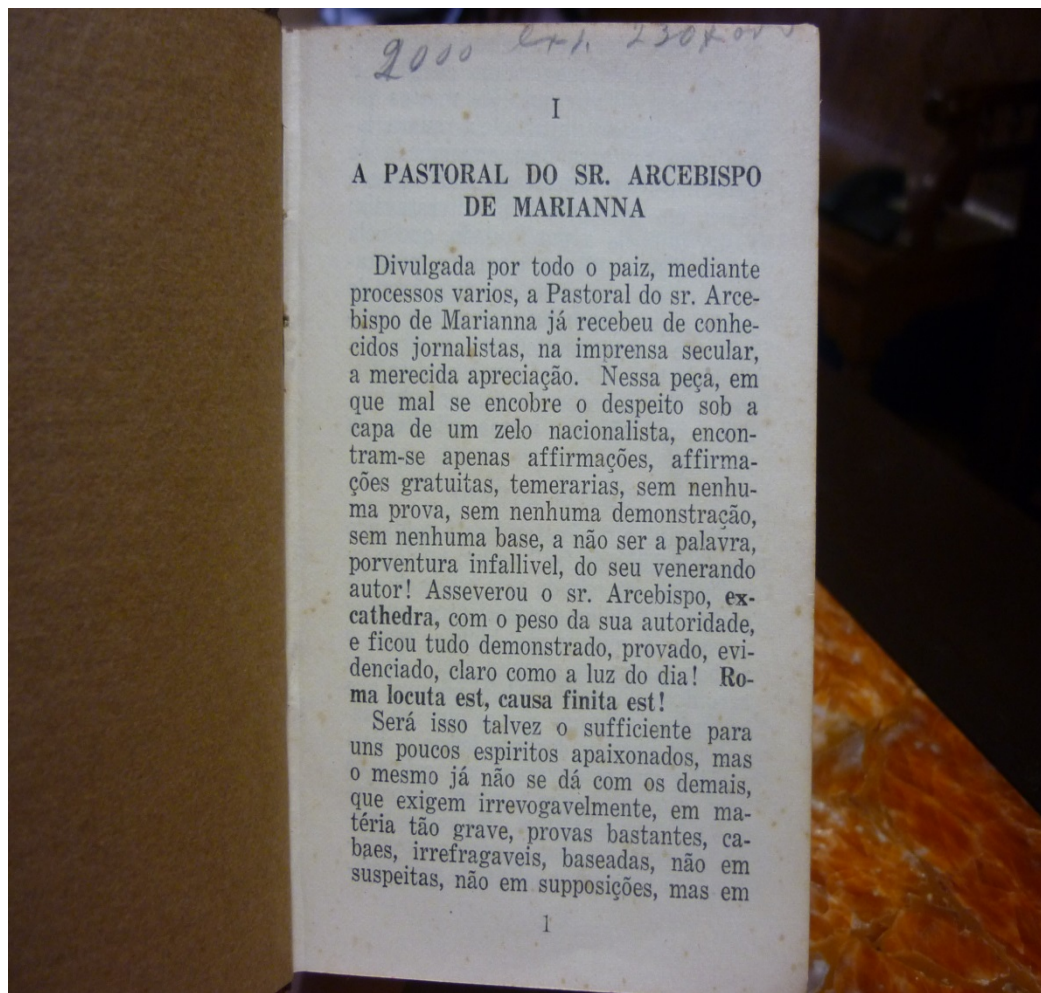 2000 ex.
I
A PASTORAL DO SR. ARCEBISPO
DE MARIANNA
Divulgada por todo o paiz, mediante
processos varios, a Pastoral do sr. Arce-
bispo de Marianna já recebeu de conhe-
cidos jornalistas, na imprensa secular,
a merecida apreciação. Nessa peça, em
que mal se encobre o despeito sob a
capa de um zelo nacionalista, encon-
tram-se apenas affirmações, affirma-
ções gratuitas, temerarias, sem nenhu-
ma prova, sem nenhuma demonstração,
sem nenhuma base, a não ser a palavra,
porventura infallivel, do seu venerando
autor! Asseverou o sr. Arcebispo, ex-
cathedra, com o peso da sua autoridade,
e ficou tudo demonstrado, provado, evi-
denciado, claro como a luz do dia! Ro-
ma locuta est, causa finita est!
Será isso talvez o sufficiente para
uns poucos espiritos apaixonados, mas
o mesmo já não se dá com os demais,
que exigem irrevogavelmente, em ma-
téria tão grave, provas bastantes, ca-
baes, irrefragaveis, baseadas, não em
suspeitas, não em supposições, mas em
1